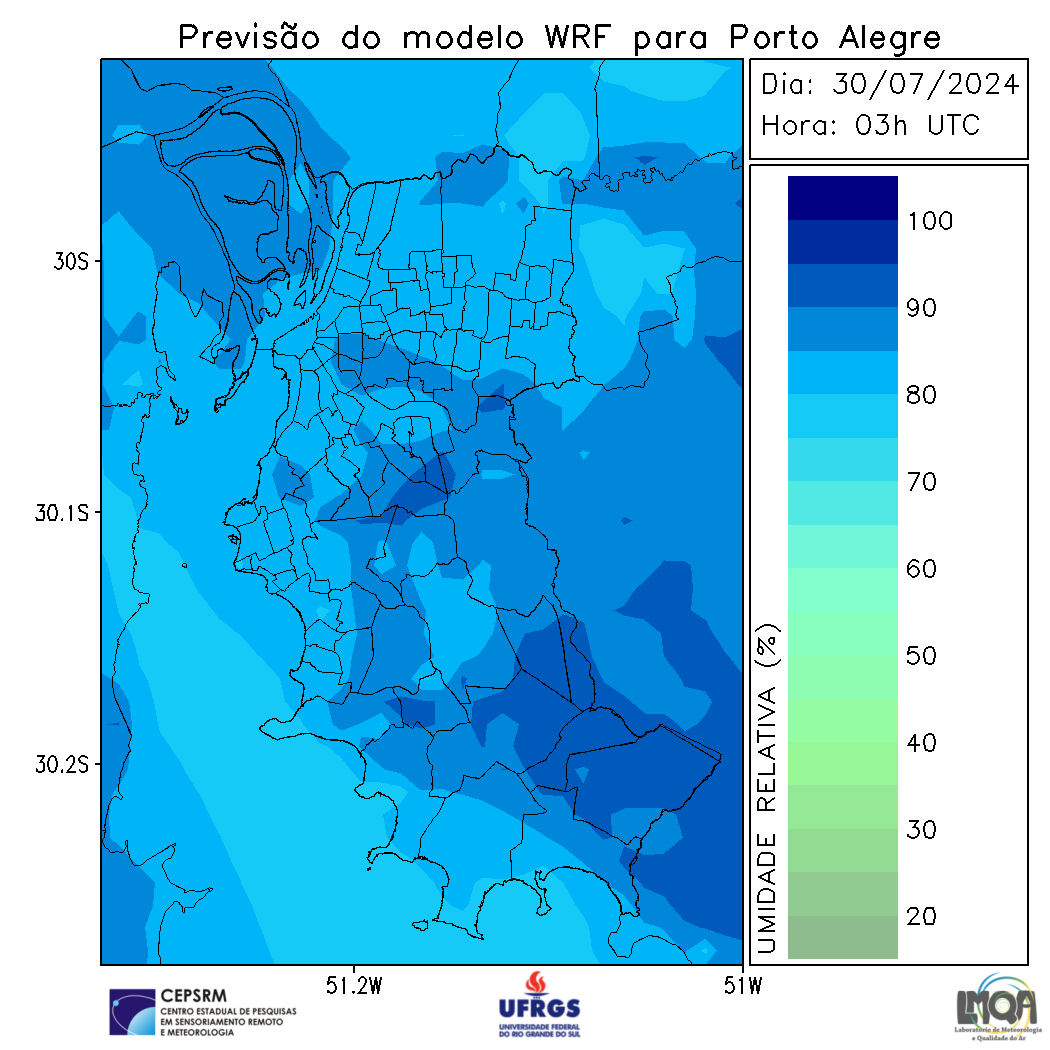 Previsão do modelo WRF para Porto Alegre
Dia: 30/07/2024
Hora: 03h UTC
30S
30.1S
30.2S
51.2W
51W
UMIDADE RELATIVA (%)
100
90
80
70
60
50
40
30
20
CEPSRM
CENTRO ESTADUAL DE PESQUISAS
EM SENSORIAMENTO REMOTO
E METEOROLOGIA
UFRGS
UNIVERSIDADE FEDERAL
DO RIO GRANDE DO SUL
LMQA
Laboratório de Meteorologia
e Qualidade do Ar